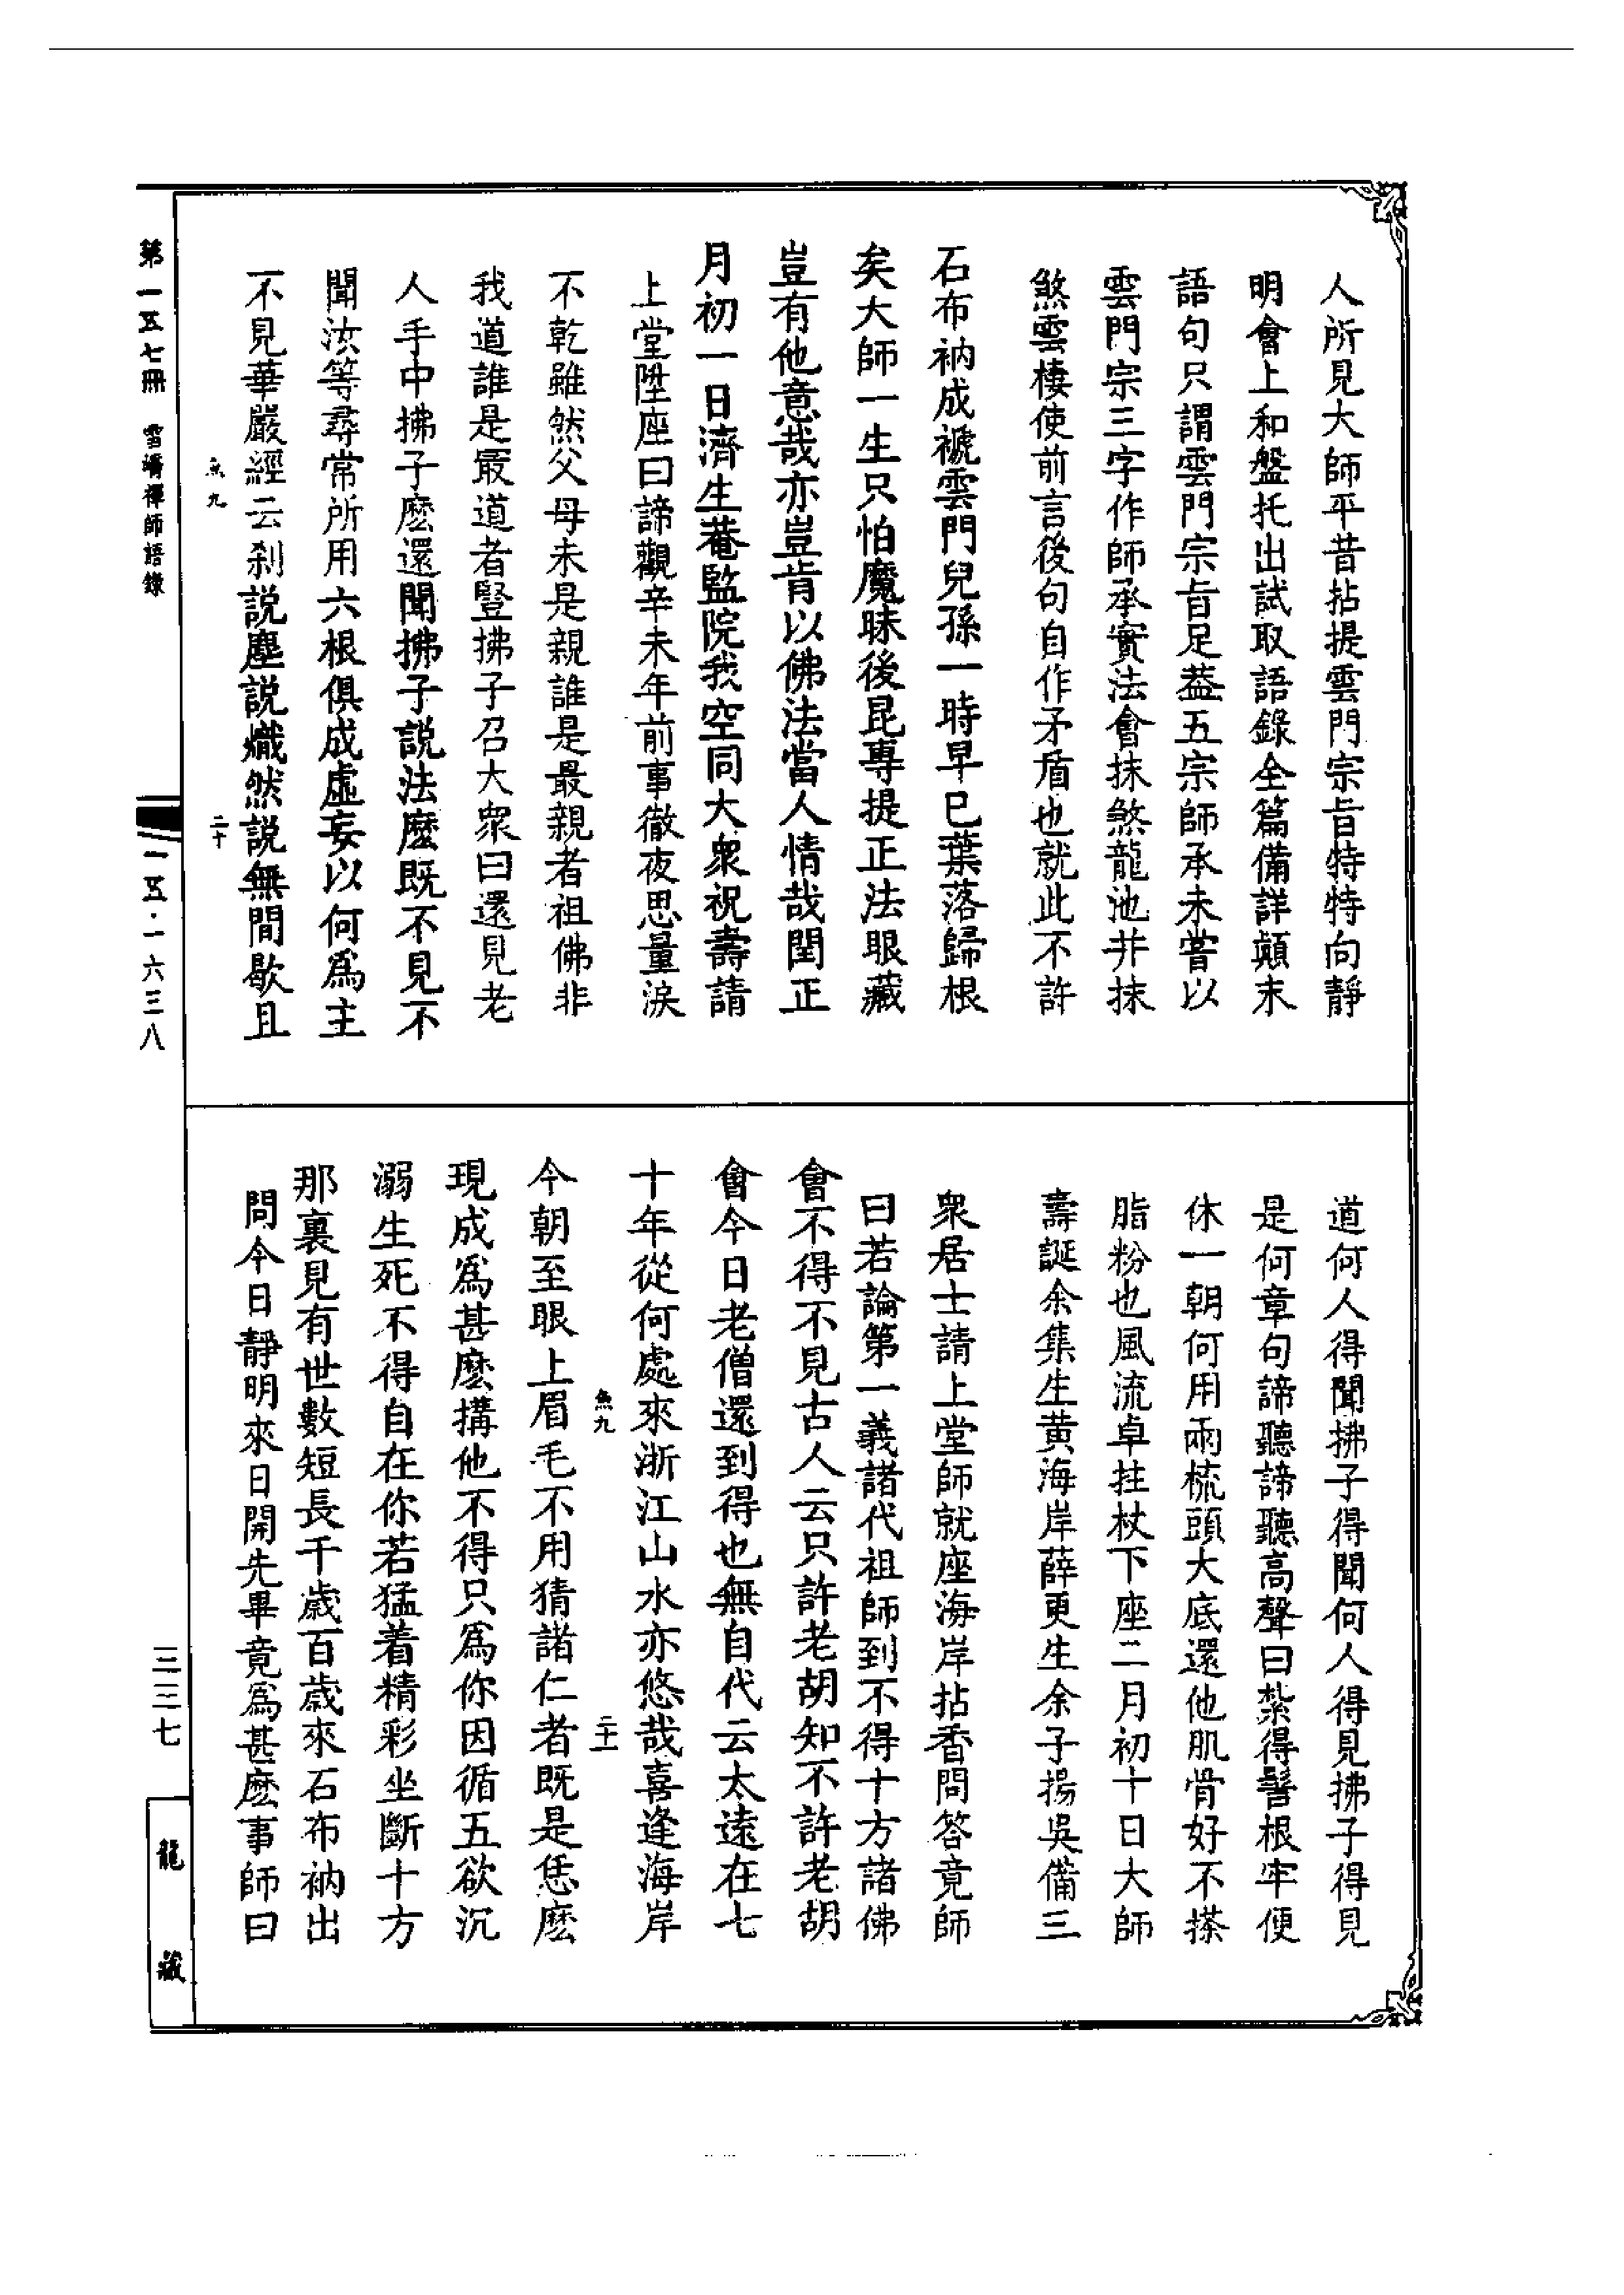 人所見大師平昔拈提雲門宗旨特特向靜
明會上和盤托出試取語錄全篇備詳顛末
語句只謂雲門宗旨足葢五宗師承未嘗以
雲門宗三字作師承實法會抹煞龍池并抹
煞雲棲使前言後句自作矛盾也就此不許
石布衲成褫雲門兒孫一時早已葉落歸根
矣大師一生只怕魔昧後昆專提正法眼藏
豈有他意哉亦豈肯以佛法當人情哉閏正
月初一日濟生菴監院我空同大衆祝壽請
上堂陞座曰諦觀辛未年前事徹夜思量淚
不乾雖然父母未是親誰是最親者祖佛非
我道誰是最道者豎拂子召大衆曰還見老
人手中拂子麽還聞拂子説法麽既不見不
聞汝等尋常所用六根俱成虛妄以何爲主
不見華嚴經云刹説塵説熾然説無間歇且
魚九
二十
道何人得聞拂子得聞何人得見拂子得見
是何章句諦聽諦聽高聲曰紮得髻根牢便
休一朝何用兩梳頭大底還他肌骨好不搽
脂粉也風流卓拄杖下座二月初十日大師
壽誕余集生黄海岸薛更生余子揚吳備三
衆居士請上堂師就座海岸拈香問答竟師
曰若論第一義諸代祖師到不得十方諸佛
會不得不見古人云只許老胡知不許老胡
會今日老僧還到得也無自代云太遠在七
十年從何處來浙江山水亦悠哉喜逢海岸
魚九
二十一
今朝至眼上眉毛不用猜諸仁者既是恁麽
現成爲甚麽搆他不得只爲你因循五欲沉
溺生死不得自在你若猛着精彩坐斷十方
那裏見有世數短長千歲百歲來石布衲出
問今日靜明來日開先畢竟爲甚麽事師曰
第一五七冊
雪嶠禪師語錄
一五·一六三八
三三七
龍藏